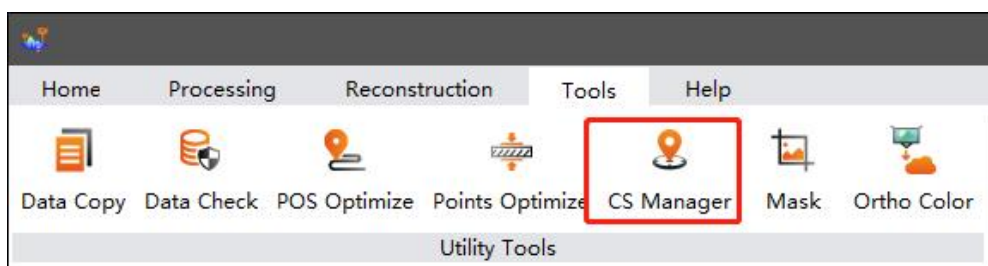 Home Processing Reconstruction Tools Help
Data Copy Data Check POS Optimize Points Optimize CS Manager Mask Ortho Color
Utility Tools